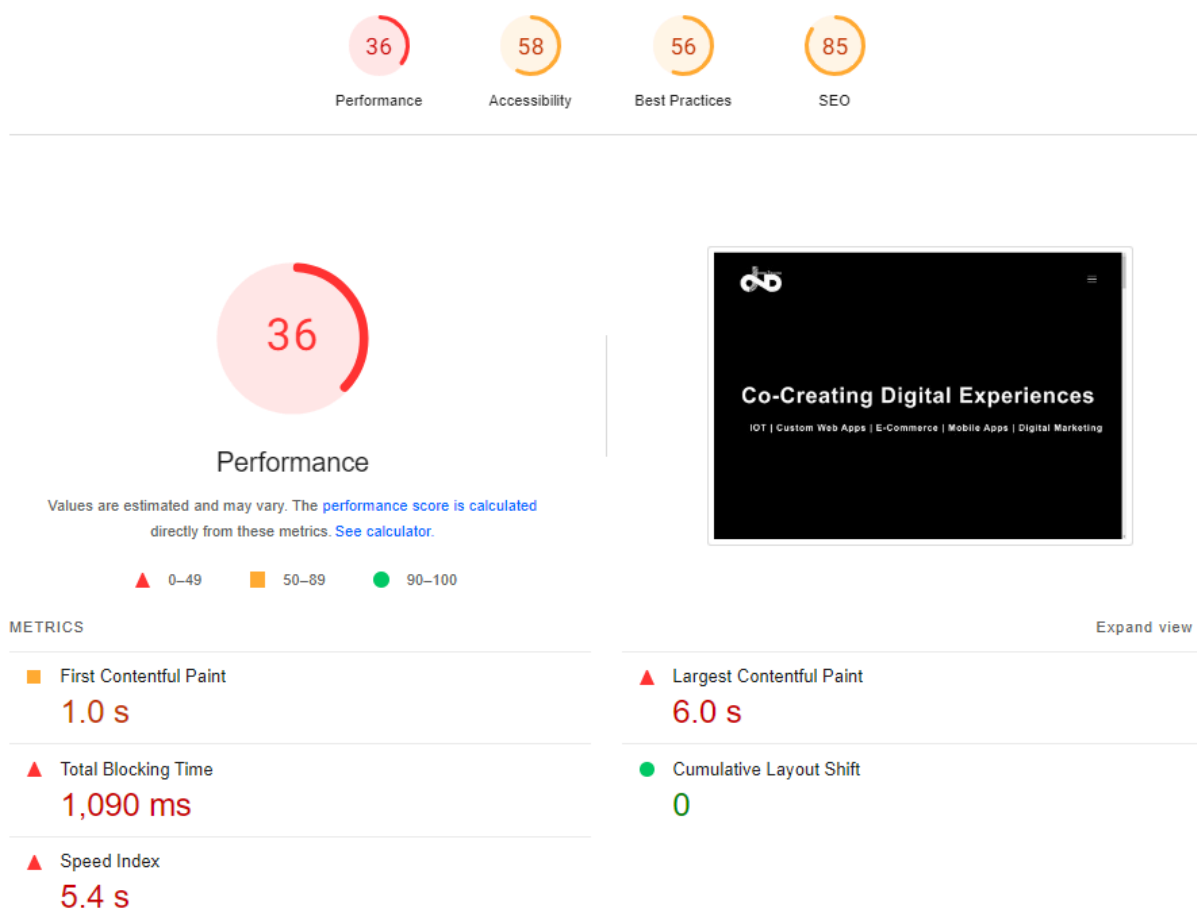 36
58
56
85
Performance
Accessibility
Best Practices
SEO
36
Performance
Values are estimated and may vary. The performance score is calculated
directly from these metrics. See calculator.
0–49
50–89
90–100
Co-Creating Digital Experiences
IOT | Custom Web Apps | E-Commerce | Mobile Apps | Digital Marketing
METRICS
Expand view
First Contentful Paint
1.0 s
Largest Contentful Paint
6.0 s
Total Blocking Time
1,090 ms
Cumulative Layout Shift
0
Speed Index
5.4 s